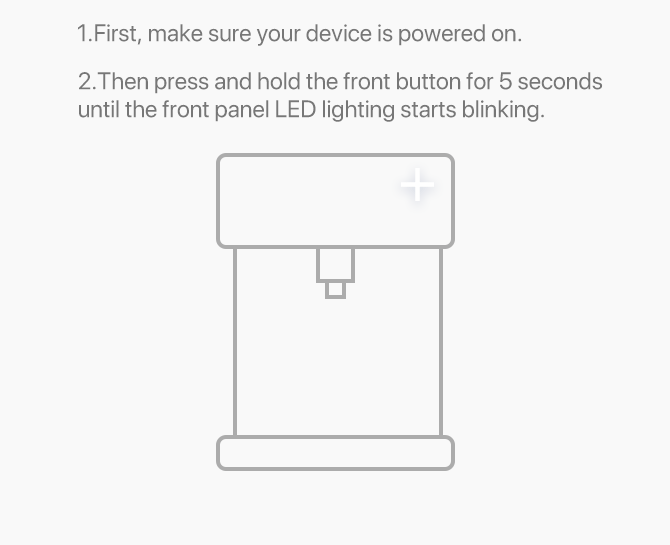 1.First, make sure your device is powered on.
2.Then press and hold the front button for 5 seconds
until the front panel LED lighting starts blinking.